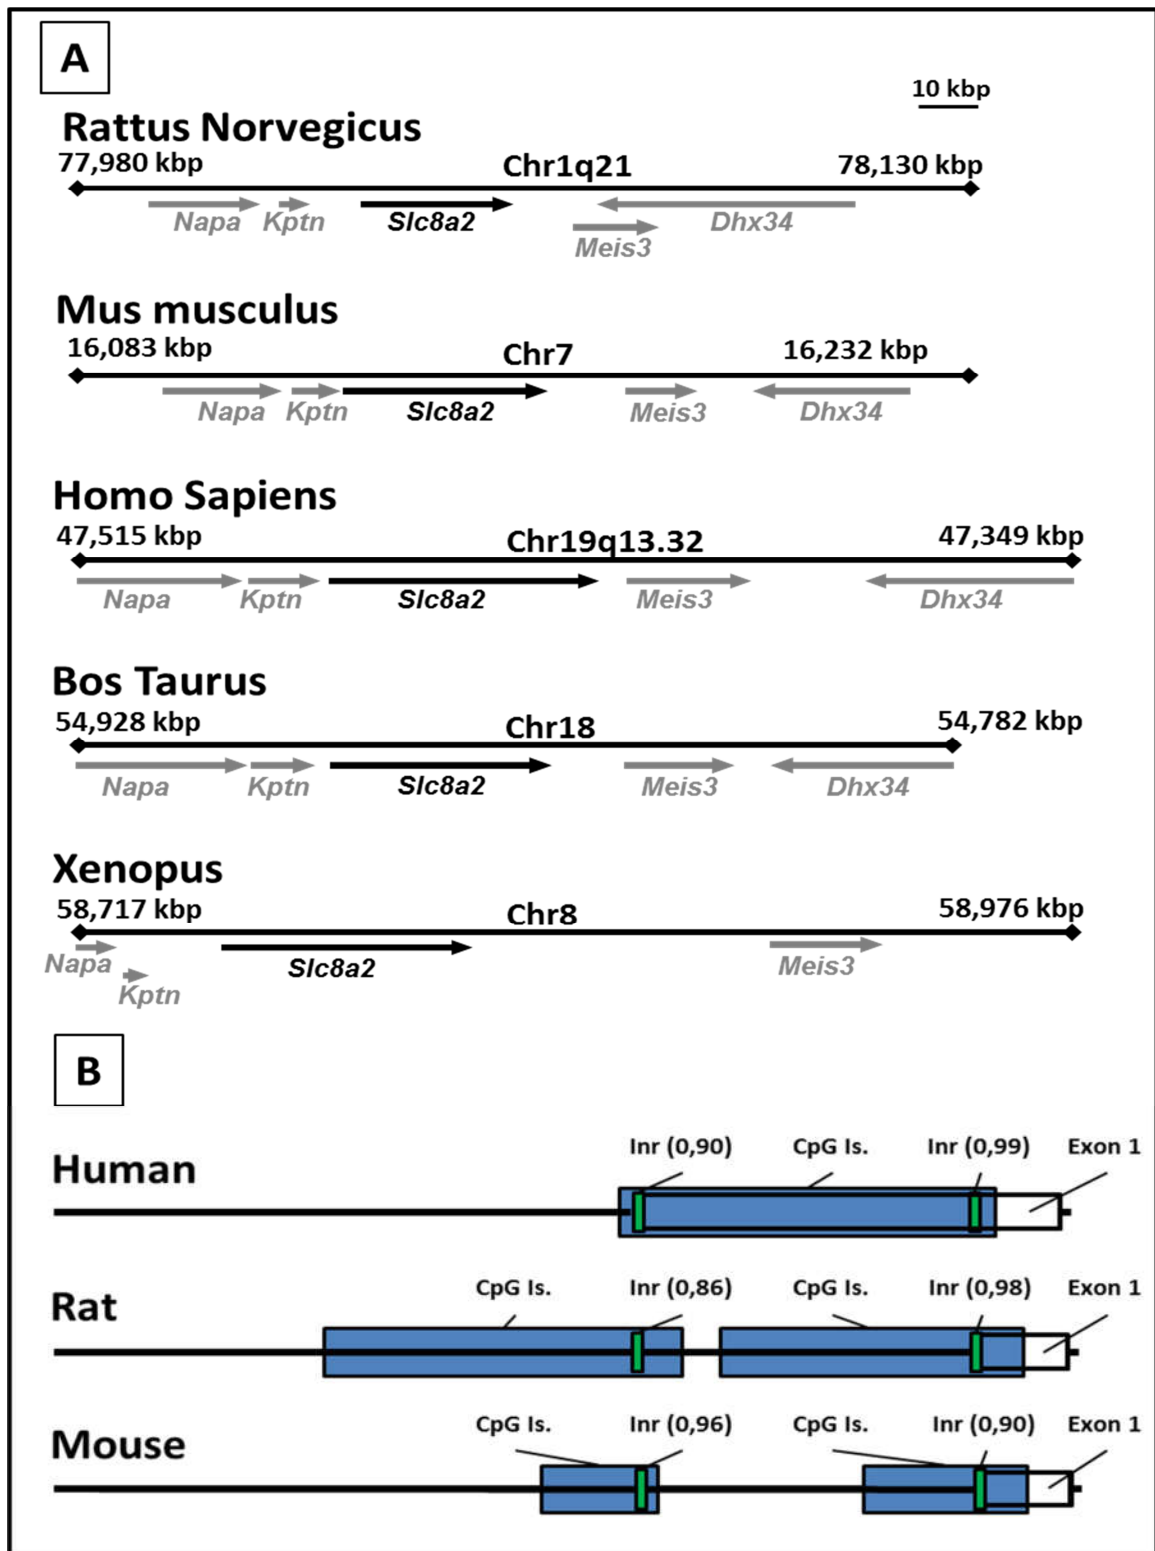 A
10 kbp
Rattus Norvegicus
77,980 kbp Chr1q21 78,130 kbp
Napa Kptn Slc8a2 Dhx34
Meis3
Mus musculus
16,083 kbp Chr7 16,232 kbp
Napa Kptn Slc8a2 Meis3 Dhx34
Homo Sapiens
47,515 kbp Chr19q13.32 47,349 kbp
Napa Kptn Slc8a2 Meis3 Dhx34
Bos Taurus
54,928 kbp Chr18 54,782 kbp
Napa Kptn Slc8a2 Meis3 Dhx34
Xenopus
58,717 kbp Chr8 58,976 kbp
Napa Slc8a2 Meis3
Kptn
B
Inr (0,90) CpG Is. Inr (0,99) Exon 1
Human
CpG Is. Inr (0,86) CpG Is. Inr (0,98) Exon 1
Rat
CpG Is. Inr (0,96) CpG Is. Inr (0,90) Exon 1
Mouse